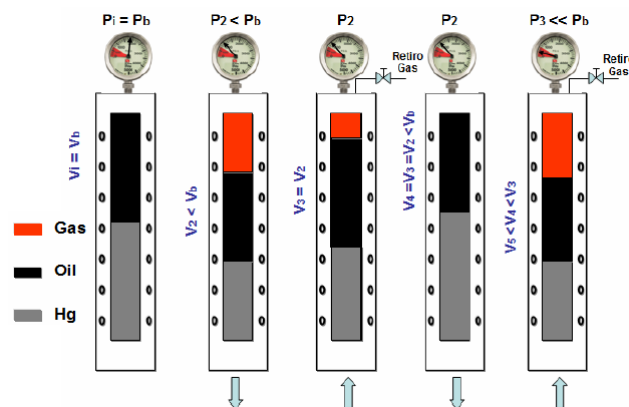 Pi = Pb
P2 < Pb
P2
P2
P3 << Pb
Retiro
Gas
Retiro
Gas
Vi = Vb
V2 < Vb
V3 = V2
V4 =V3 =V2 <Vb
V5 <V4 <V3
Gas
Oil
Hg